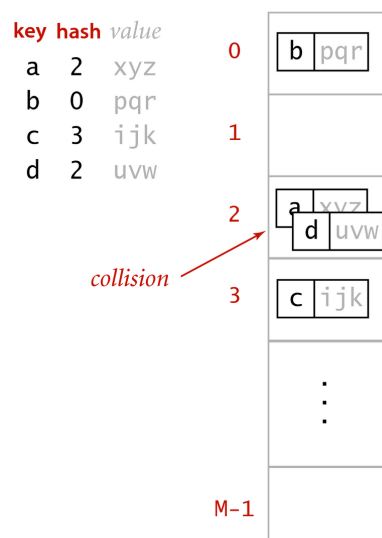 key hash value
a 2 xyz
b 0 pqr
c 3 ijk
d 2 uvw
collision
0 b pqr
1
2 a xyz
d uvw
3 c ijk
M-1